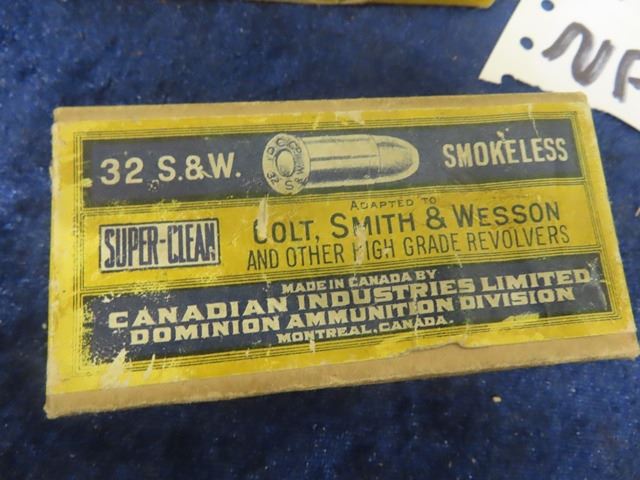 32 S.&W.
SMOKELESS
SUPER-CLEAN
ADAPTED TO
COLT, SMITH & WESSON
AND OTHER HIGH GRADE REVOLVERS
MADE IN CANADA BY
CANADIAN INDUSTRIES LIMITED
DOMINION AMMUNITION DIVISION
MONTREAL, CANADA.